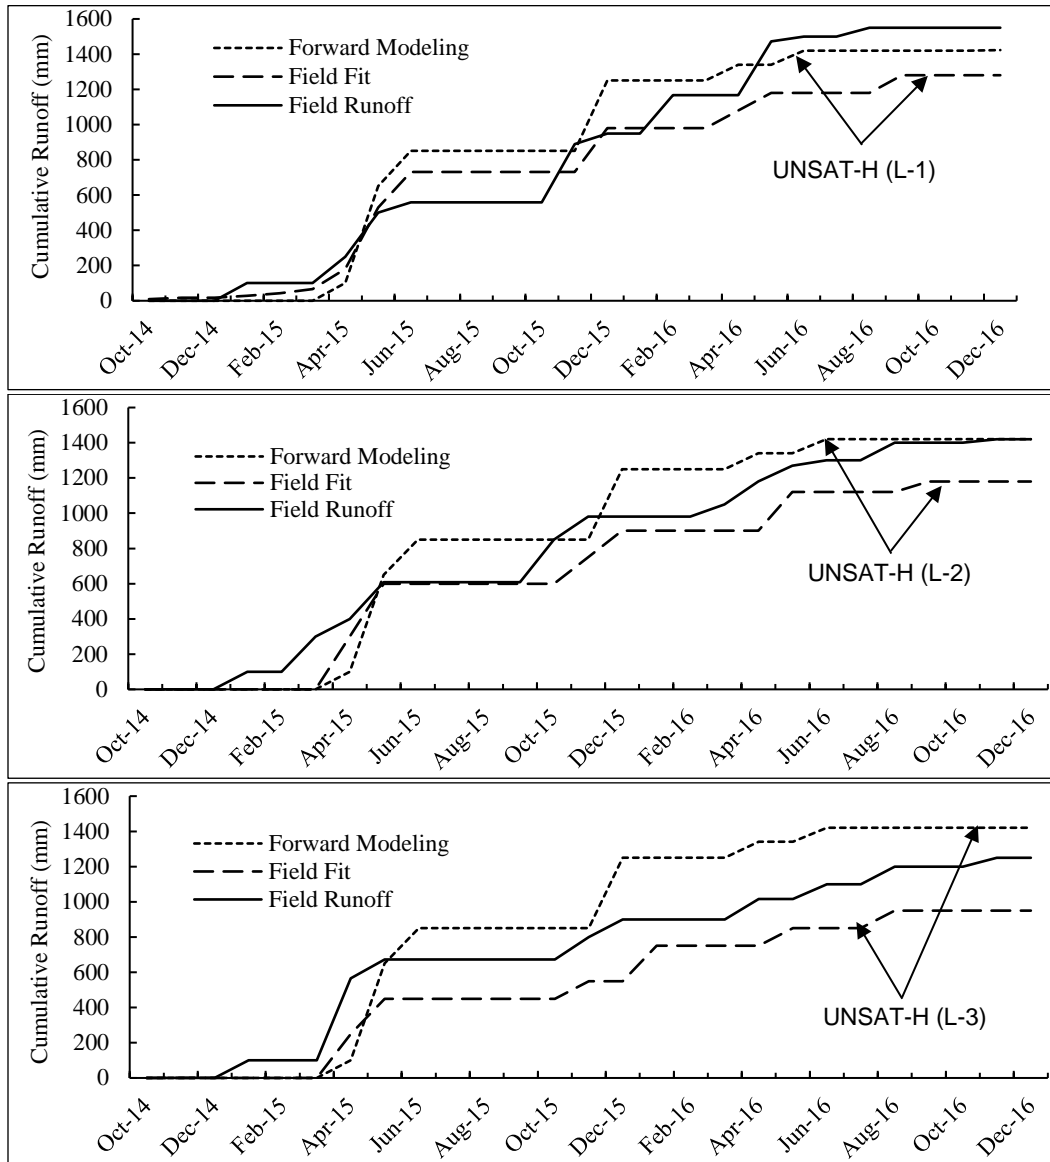 1600
1400
1200
1000
800
600
400
200
0
Cumulative Runoff (mm)
Forward Modeling
Field Fit
Field Runoff
UNSAT-H (L-1)
Oct-14 Dec-14 Feb-15 Apr-15 Jun-15 Aug-15 Oct-15 Dec-15 Feb-16 Apr-16 Jun-16 Aug-16 Oct-16 Dec-16
1600
1400
1200
1000
800
600
400
200
0
Cumulative Runoff (mm)
Forward Modeling
Field Fit
Field Runoff
UNSAT-H (L-2)
Oct-14 Dec-14 Feb-15 Apr-15 Jun-15 Aug-15 Oct-15 Dec-15 Feb-16 Apr-16 Jun-16 Aug-16 Oct-16 Dec-16
1600
1400
1200
1000
800
600
400
200
0
Cumulative Runoff (mm)
Forward Modeling
Field Fit
Field Runoff
UNSAT-H (L-3)
Oct-14 Dec-14 Feb-15 Apr-15 Jun-15 Aug-15 Oct-15 Dec-15 Feb-16 Apr-16 Jun-16 Aug-16 Oct-16 Dec-16